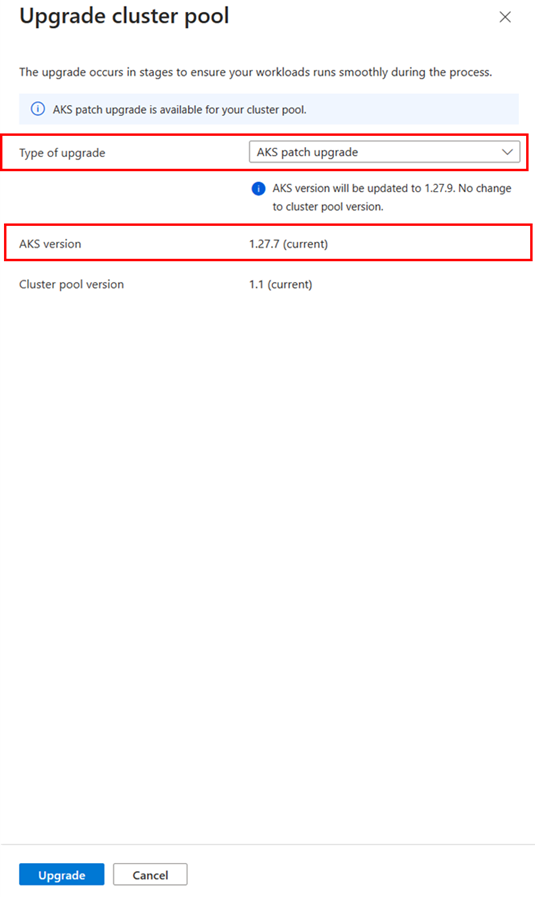 Upgrade cluster pool
The upgrade occurs in stages to ensure your workloads runs smoothly during the process.
AKS patch upgrade is available for your cluster pool.
Type of upgrade
AKS patch upgrade
AKS version will be updated to 1.27.9. No change
to cluster pool version.
AKS version
1.27.7 (current)
Cluster pool version
1.1 (current)
Upgrade
Cancel